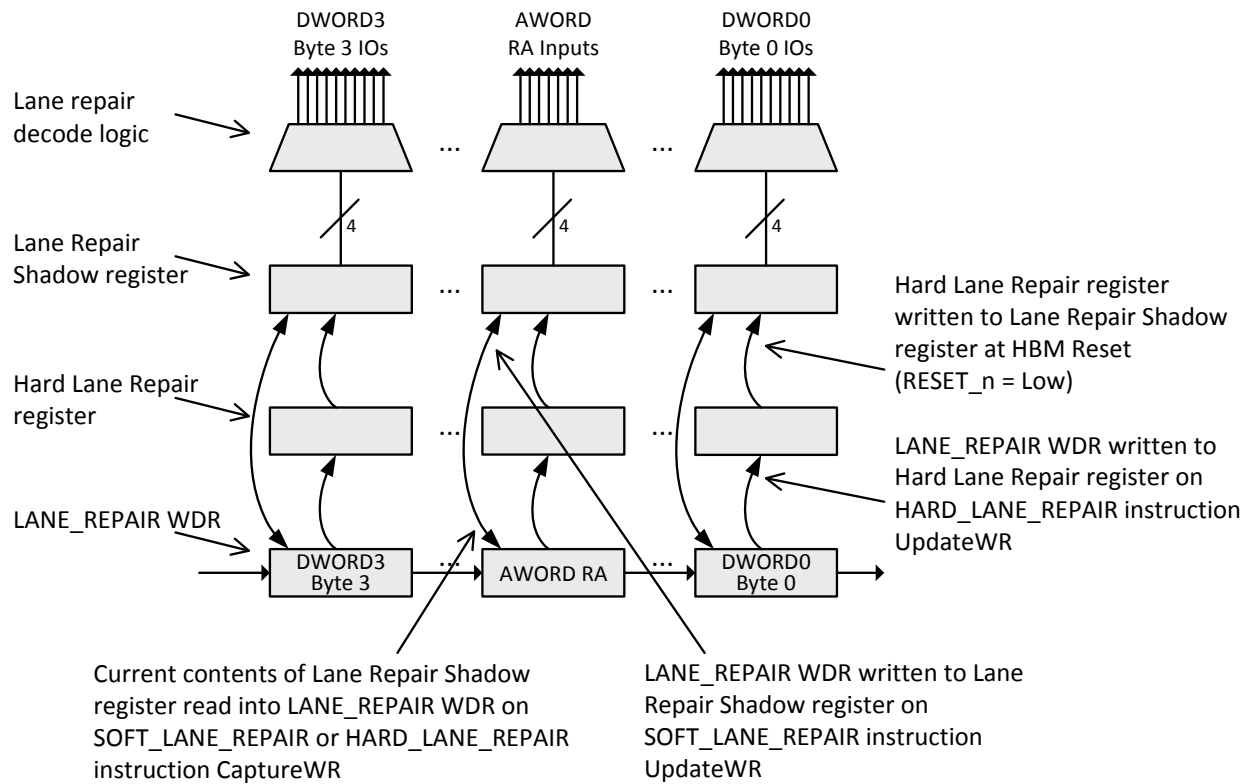 DWORD3
Byte 3 IOs
AWORD
RA Inputs
DWORD0
Byte 0 IOs
Lane repair
decode logic
...
...
4
4
4
Lane Repair
Shadow register
...
...
Hard Lane Repair register
written to Lane Repair Shadow
register at HBM Reset
(RESET_n = Low)
Hard Lane Repair
register
...
...
LANE_REPAIR WDR written to
Hard Lane Repair register on
HARD_LANE_REPAIR instruction
UpdateWR
LANE_REPAIR WDR
DWORD3
Byte 3
...
AWORD RA
...
DWORD0
Byte 0
Current contents of Lane Repair Shadow
register read into LANE_REPAIR WDR on
SOFT_LANE_REPAIR or HARD_LANE_REPAIR
instruction CaptureWR
LANE_REPAIR WDR written to Lane
Repair Shadow register on
SOFT_LANE_REPAIR instruction
UpdateWR